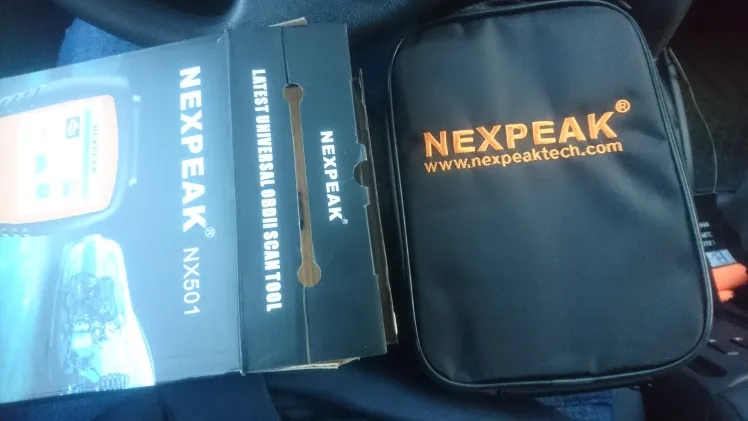 NEXPEAK® NX501
LATEST UNIVERSAL OBDII SCAN TOOL
NEXPEAK®
NEXPEAK®
www.nexpeaktech.com